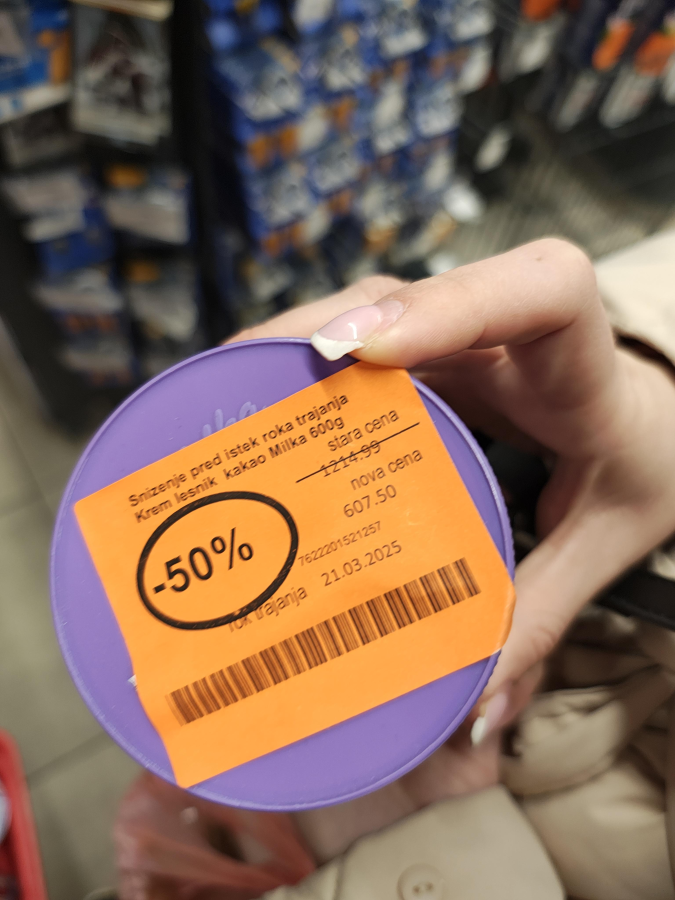 Snizenje pred istek roka trajanja
Krem lesnik kakao Milka 600g
stara cena
1214.99
nova cena
607.50
-50%
7622201521257
rok trajanja 21.03.2025